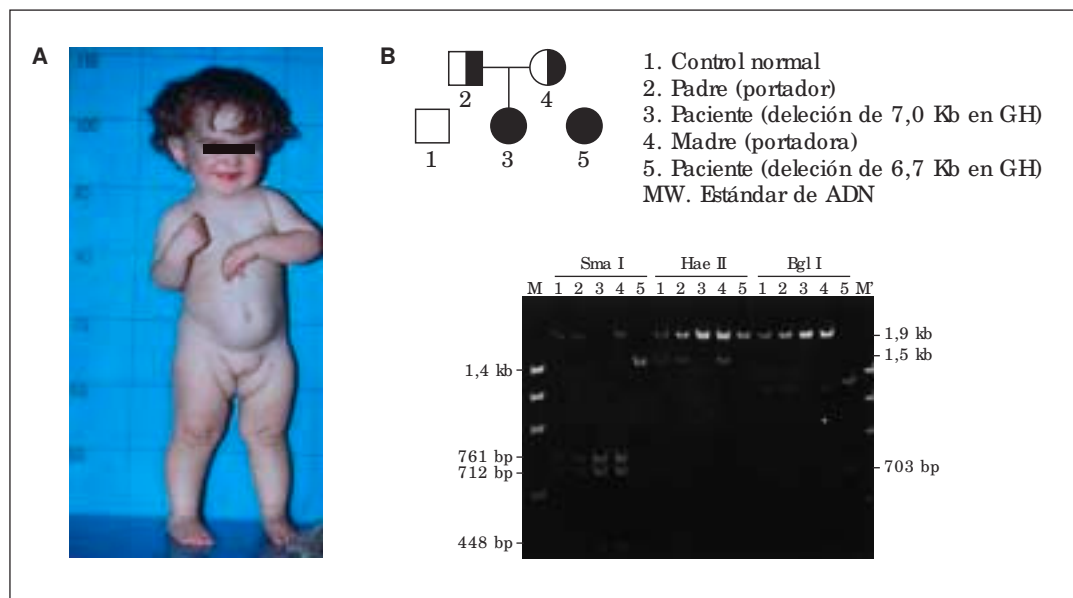 A
B
2
4
1
3
5
1. Control normal
2. Padre (portador)
3. Paciente (deleción de 7,0 Kb en GH)
4. Madre (portadora)
5. Paciente (deleción de 6,7 Kb en GH)
MW. Estándar de ADN
Sma I Hae II Bgl I
M 1 2 3 4 5 1 2 3 4 5 1 2 3 4 5 M'
1,9 kb
1,5 kb
1,4 kb
761 bp
712 bp
703 bp
448 bp